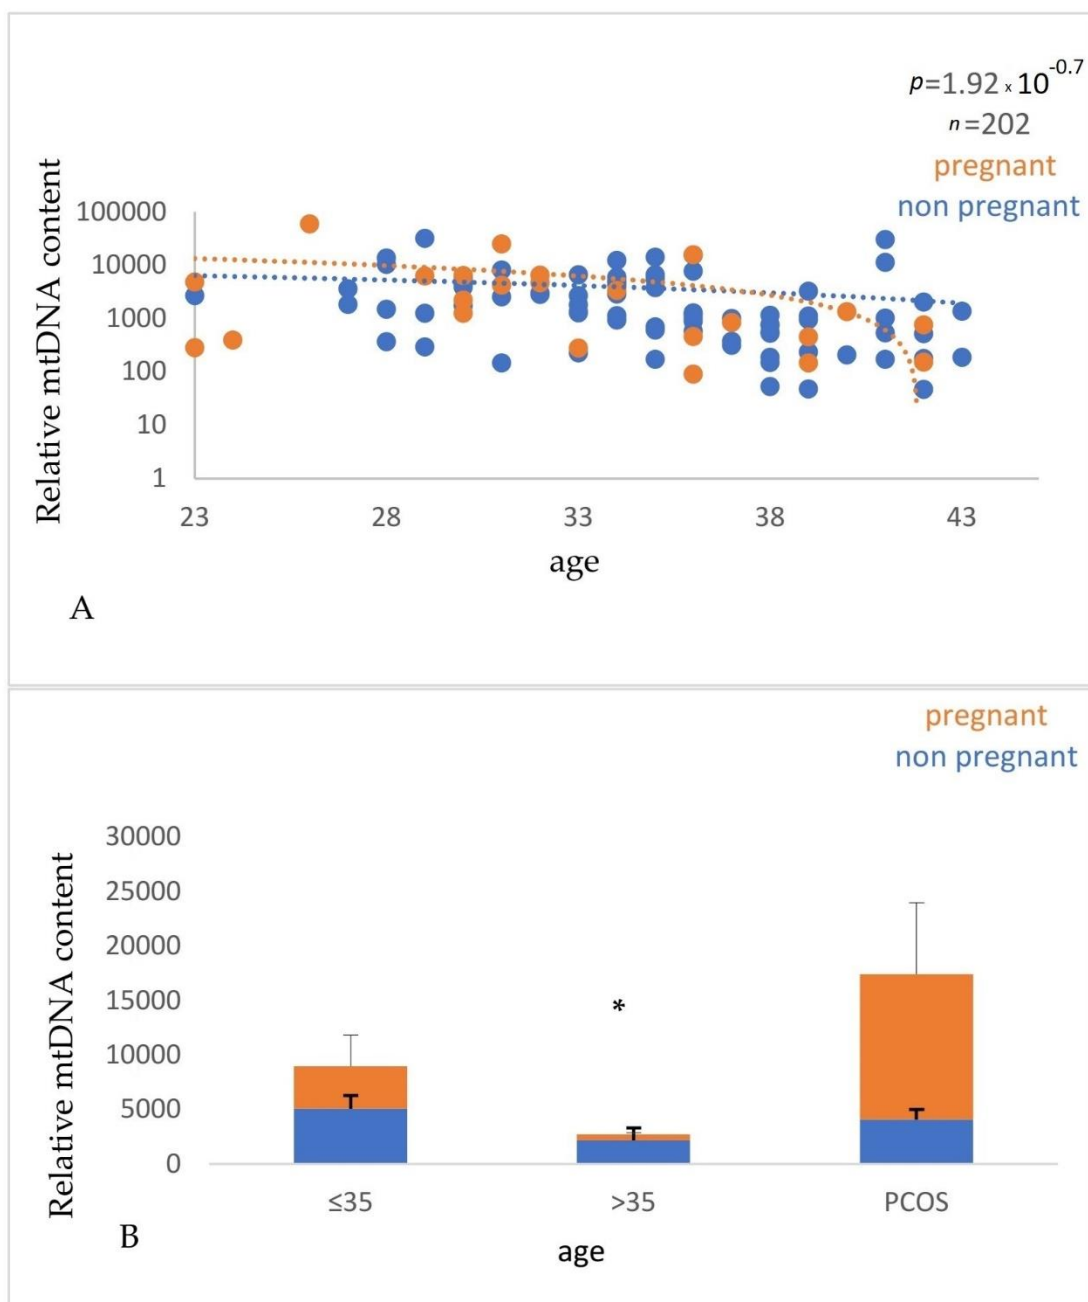 p=1.92 x 10-0.7
n=202
pregnant
non pregnant
Relative mtDNA content
100000
10000
1000
100
10
1
23 28 33 38 43
age
A
pregnant
non pregnant
Relative mtDNA content
30000
25000
20000
15000
10000
5000
0
*
≤35 >35 PCOS
age
B